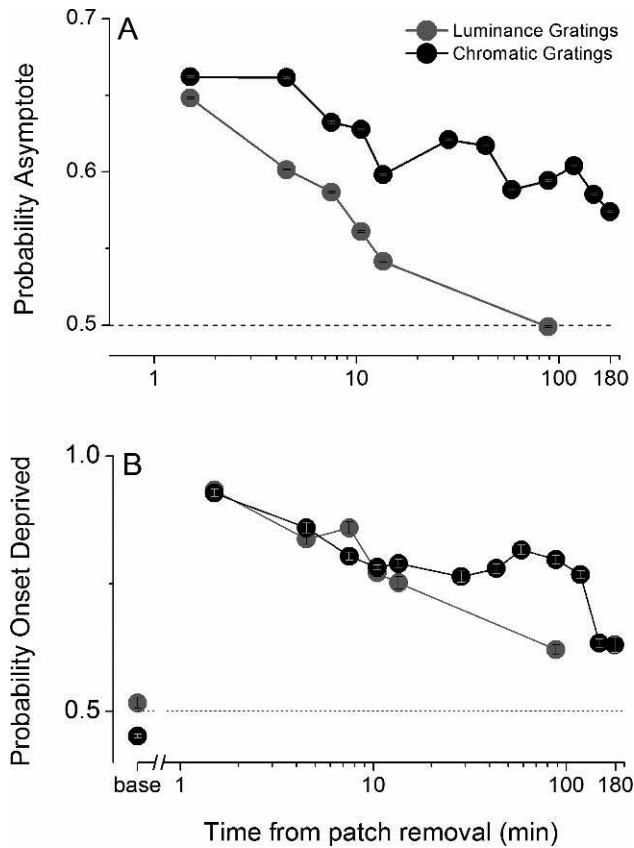 0.7
A
Luminance Gratings
Chromatic Gratings
Probability Asymptote
0.6
0.5
1
10
100
180
1.0
B
Probability Onset Deprived
0.5
base
1
10
100
180
Time from patch removal (min)